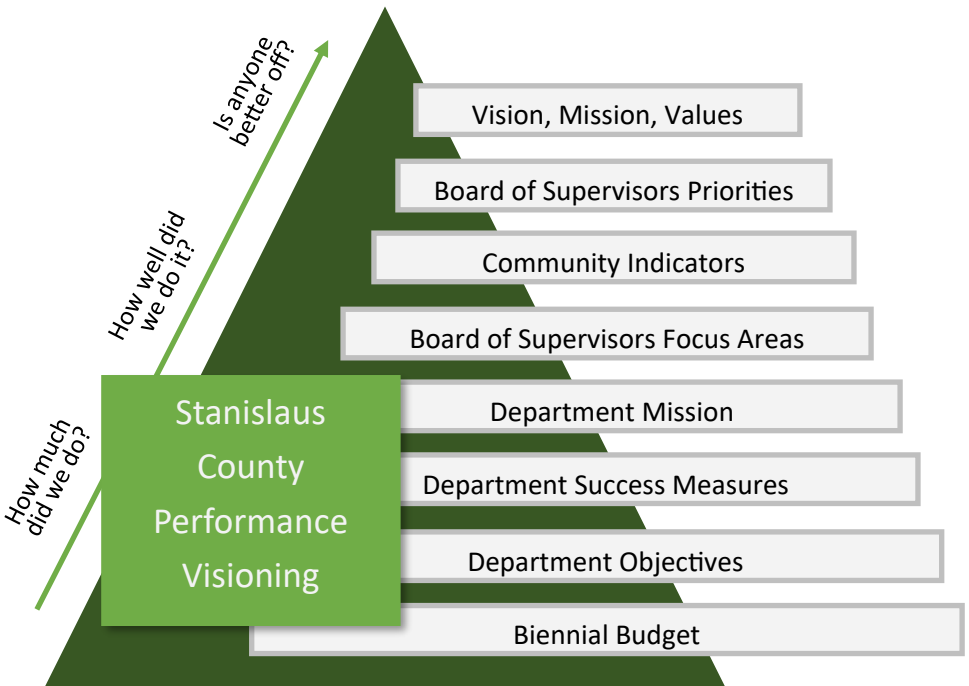 Is anyone
better off?
How well did
we do it?
How much
did we do?
Vision, Mission, Values
Board of Supervisors Priorities
Community Indicators
Board of Supervisors Focus Areas
Department Mission
Department Success Measures
Department Objectives
Biennial Budget
Stanislaus
County
Performance
Visioning